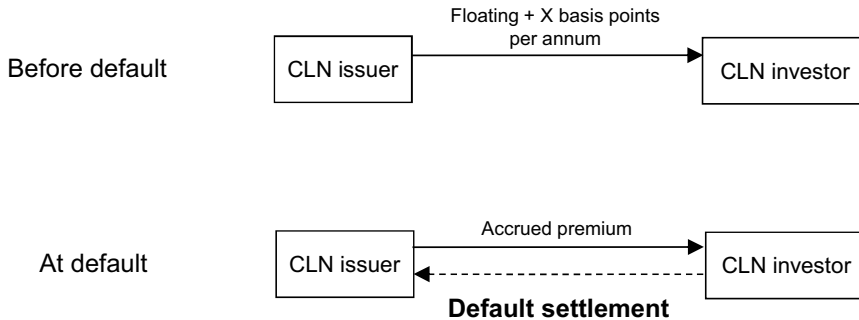 Floating + X basis points
per annum
Before default
CLN issuer
CLN investor
Accrued premium
At default
CLN issuer
CLN investor
Default settlement